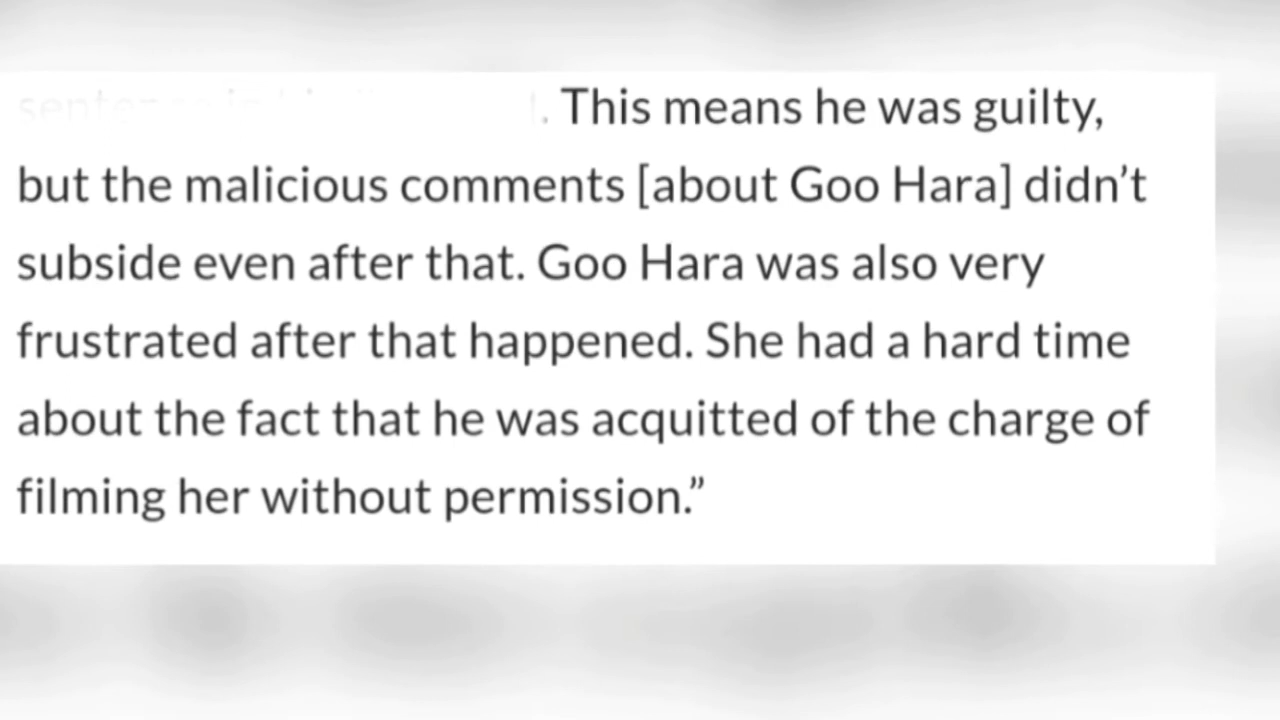 . This means he was guilty,
but the malicious comments [about Goo Hara] didn’t
subside even after that. Goo Hara was also very
frustrated after that happened. She had a hard time
about the fact that he was acquitted of the charge of
filming her without permission.”